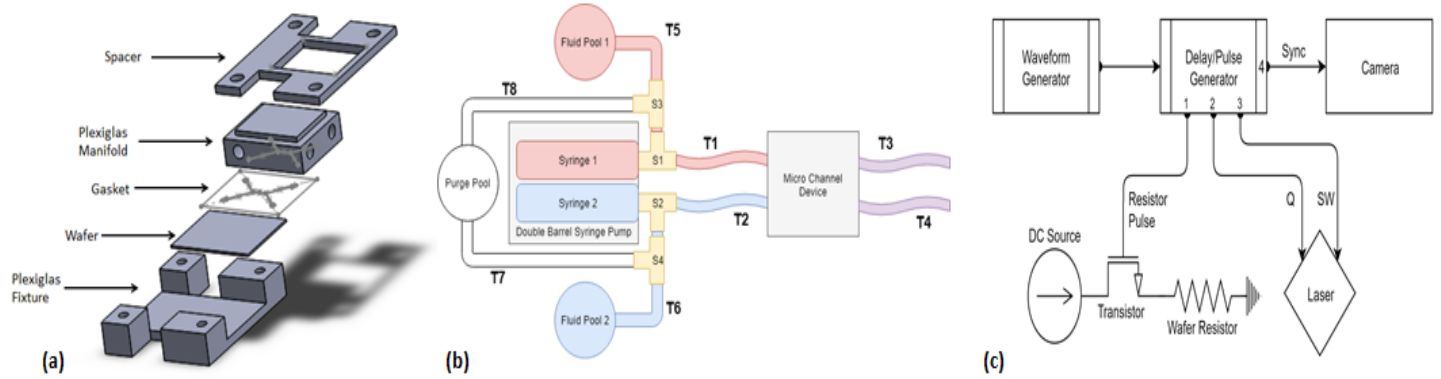 Spacer
Plexiglas
Manifold
Gasket
Wafer
Plexiglas
Fixture
(a)
Fluid Pool 1
T5
T8
S3
Syringe 1
S1
T1
T3
Purge Pool
Micro Channel
Device
Syringe 2
S2
T2
T4
Double Barrel Syringe Pump
S4
T7
T6
Fluid Pool 2
(b)
Waveform
Generator
Delay/Pulse
Generator
4
1 2 3
Sync
Camera
Resistor
Pulse
Q
SW
DC Source
Transistor
Wafer Resistor
Laser
(c)